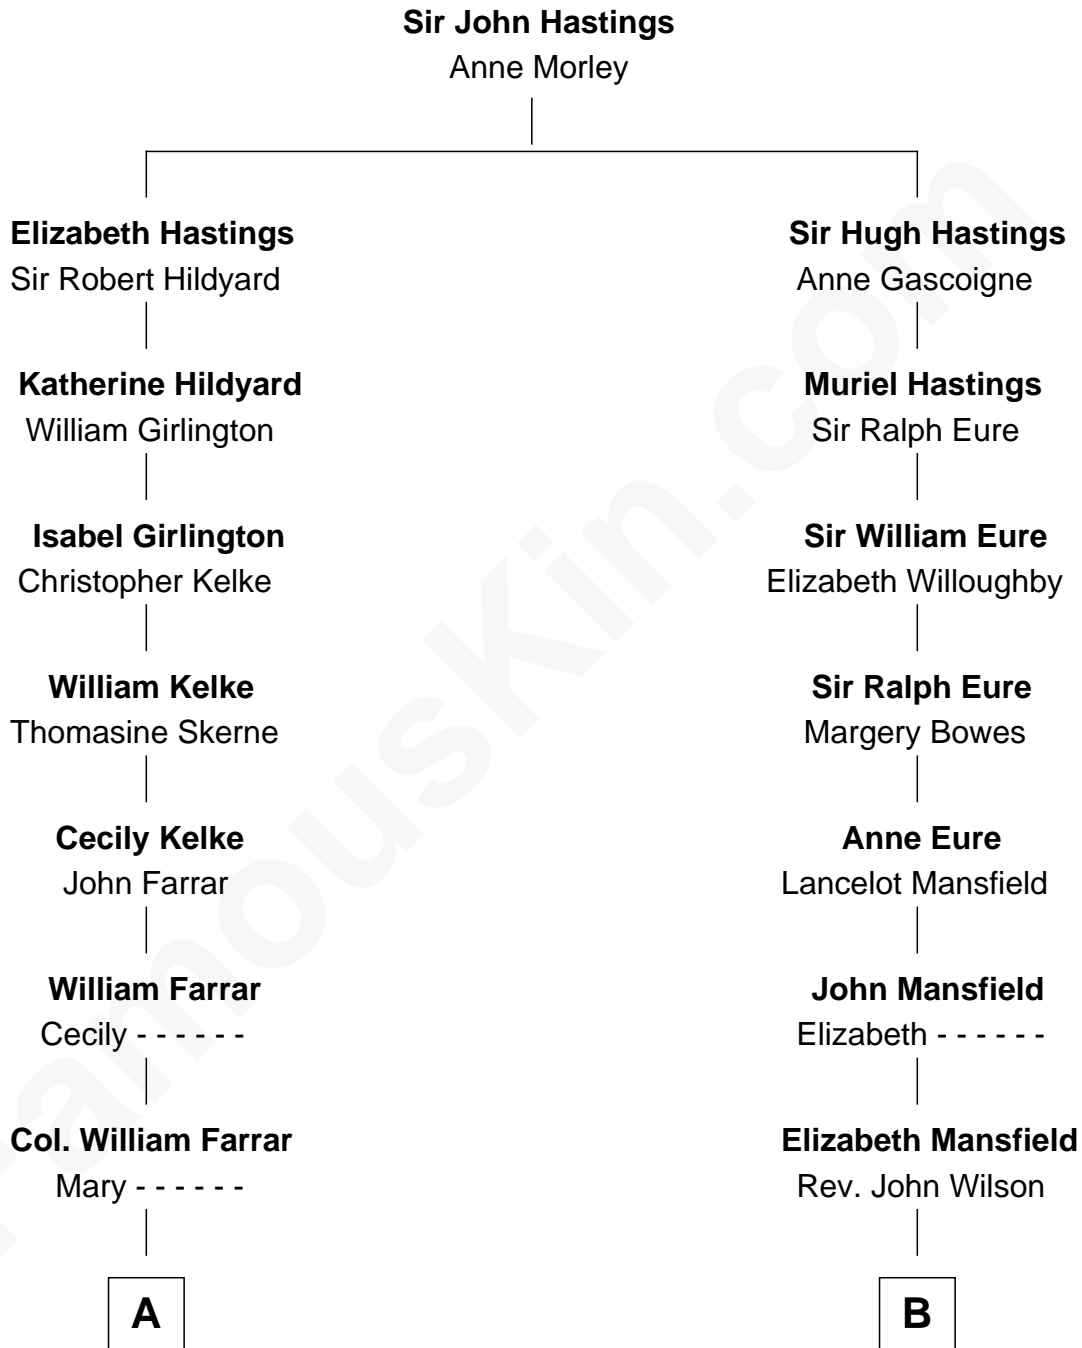 Sir John Hastings
Anne Morley
Elizabeth Hastings
Sir Robert Hildyard
Katherine Hildyard
William Girlington
Isabel Girlington
Christopher Kelke
William Kelke
Thomasine Skerne
Cecily Kelke
John Farrar
William Farrar
Cecily - - - - - -
Col. William Farrar
Mary - - - - - -
A
Sir Hugh Hastings
Anne Gascoigne
Muriel Hastings
Sir Ralph Eure
Sir William Eure
Elizabeth Willoughby
Sir Ralph Eure
Margery Bowes
Anne Eure
Lancelot Mansfield
John Mansfield
Elizabeth - - - - - -
Elizabeth Mansfield
Rev. John Wilson
B
FamousKin.com